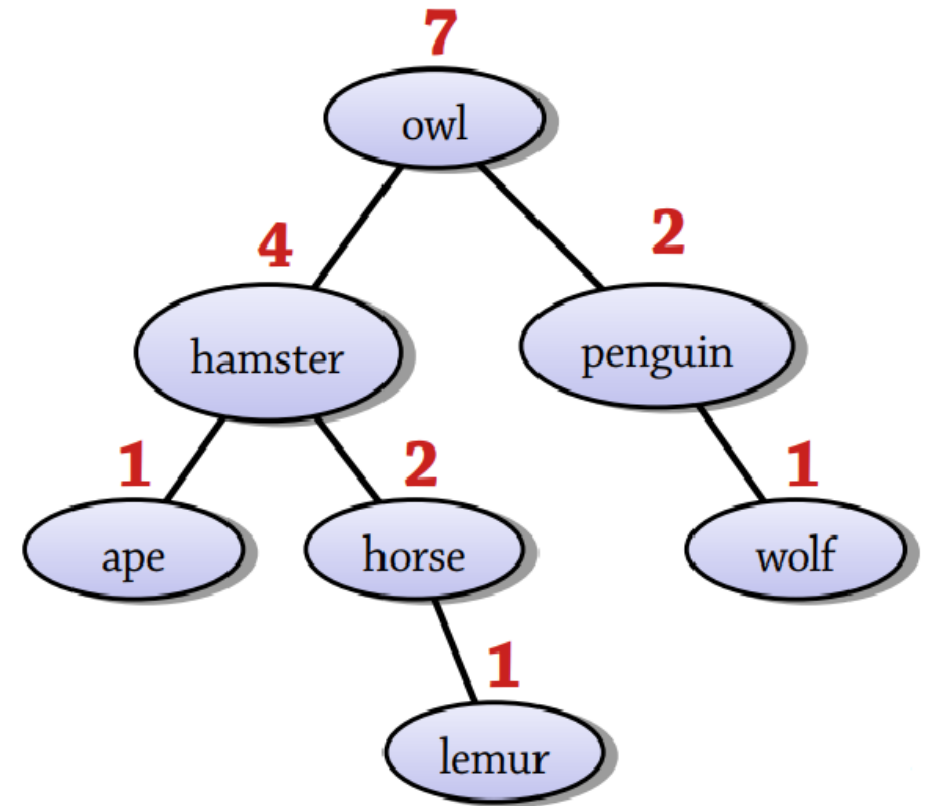 7
owl
4 2
hamster penguin
1 2 1
ape horse wolf
1
lemur